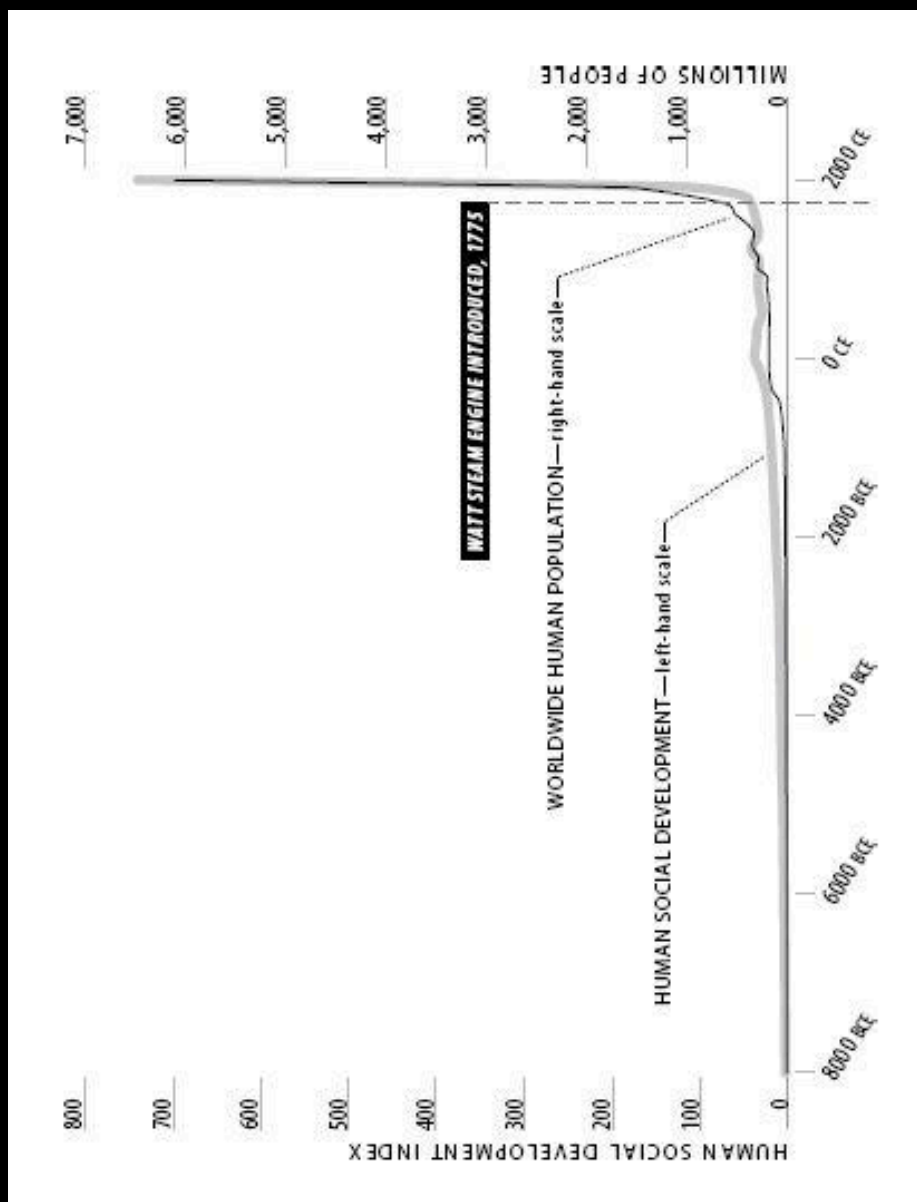 HUMAN SOCIAL DEVELOPMENT INDEX
800
700
600
500
400
300
200
100
0
MILLIONS OF PEOPLE
7,000
6,000
5,000
4,000
3,000
2,000
1,000
0
WATT STEAM ENGINE INTRODUCED, 1775
WORLDWIDE HUMAN POPULATION—right-hand scale—
HUMAN SOCIAL DEVELOPMENT—left-hand scale—
8000 BCE
6000 BCE
4000 BCE
2000 BCE
0 CE
2000 CE